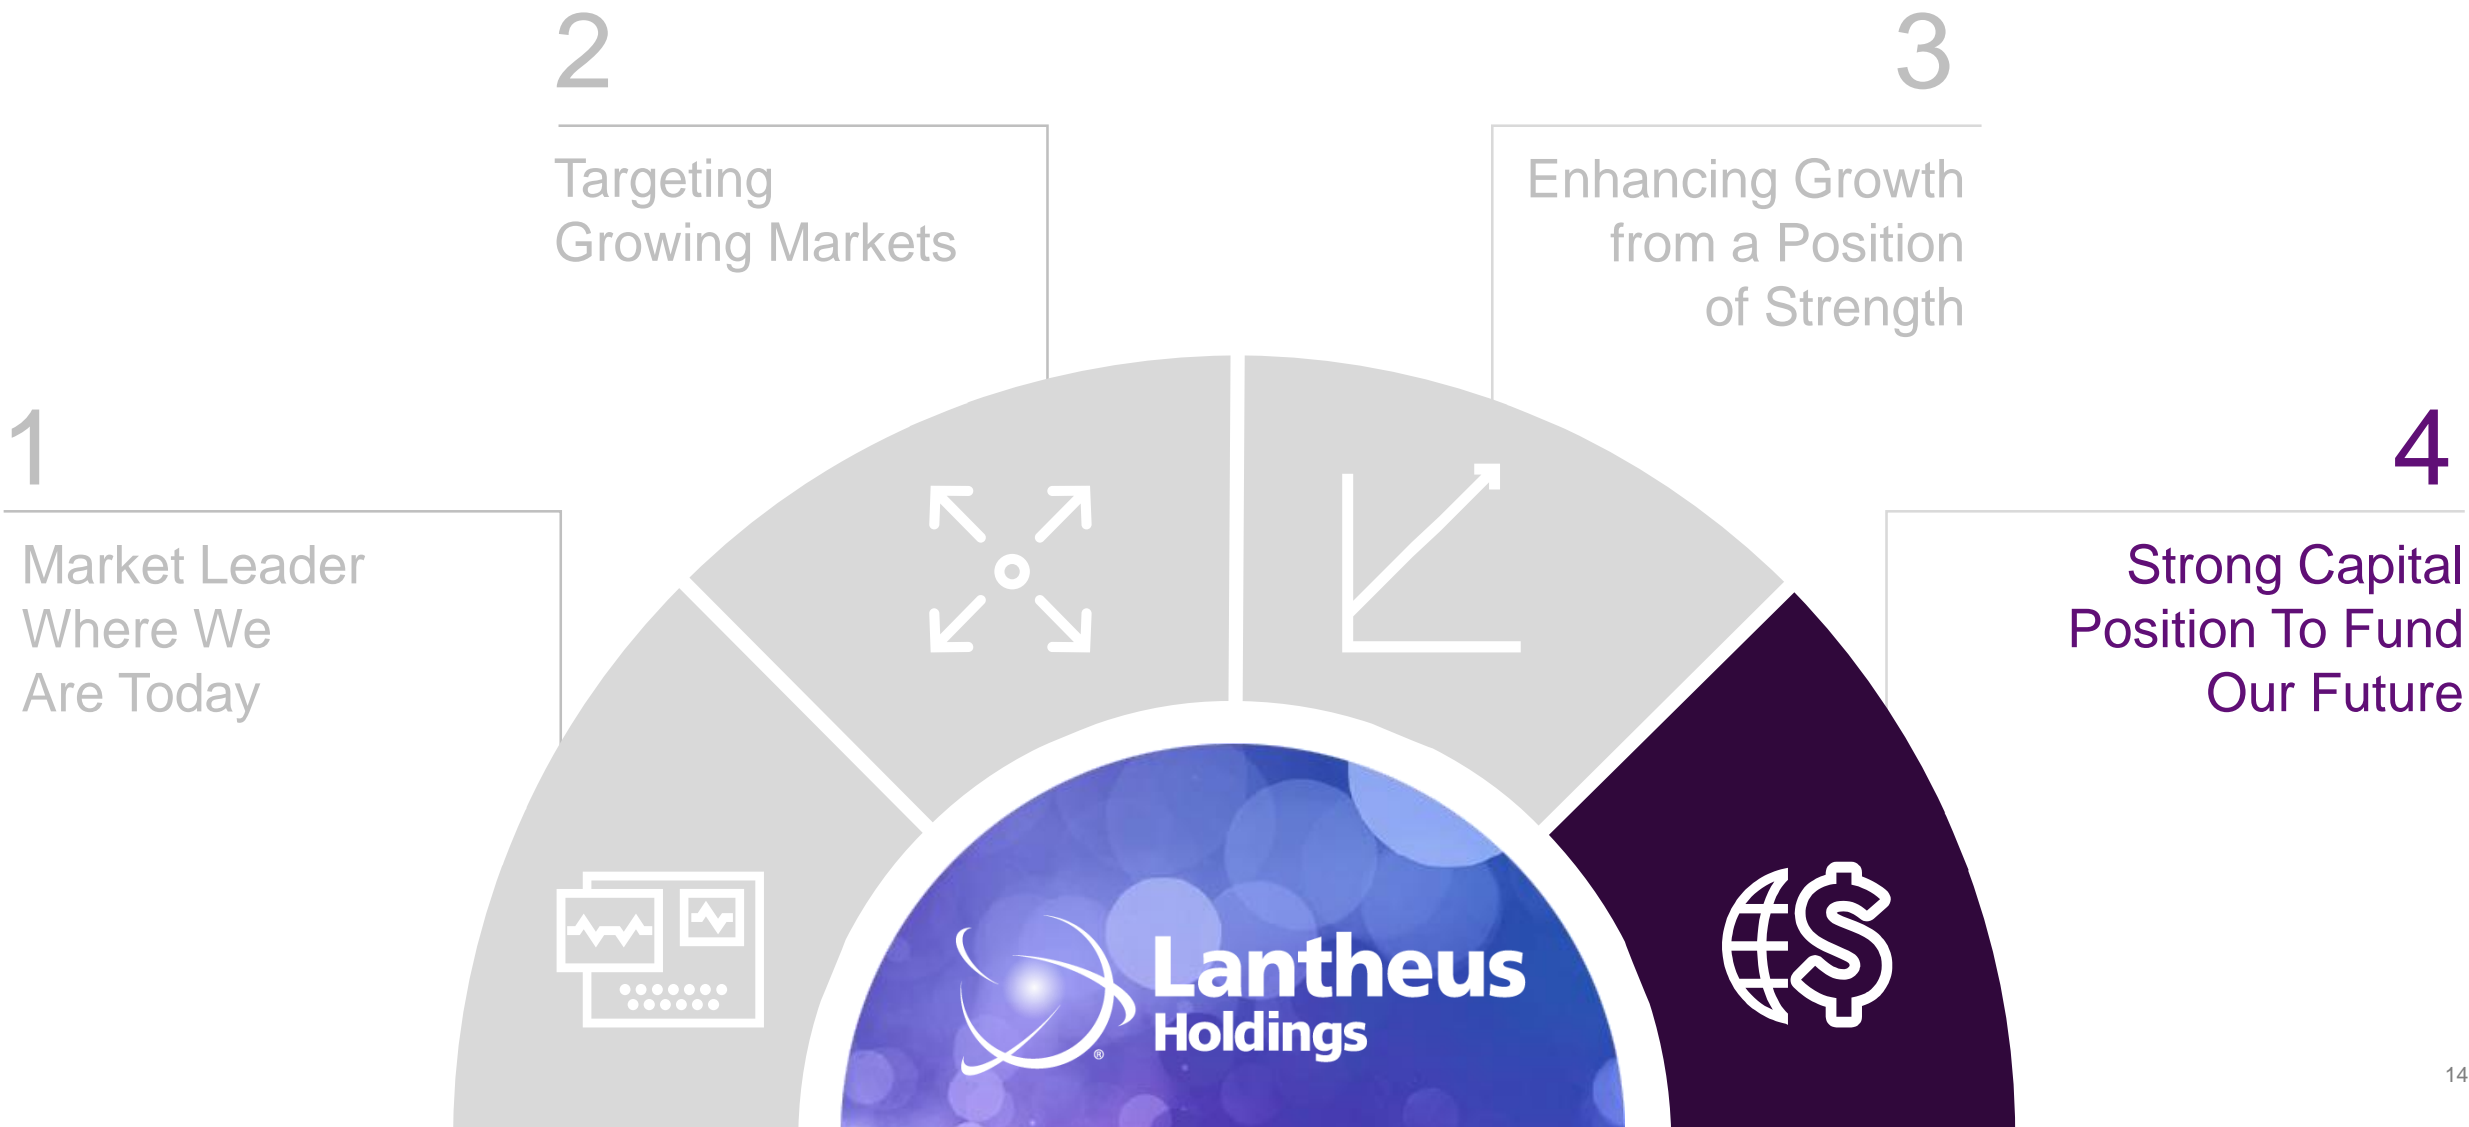 1
Market Leader
Where We
Are Today
2
Targeting
Growing Markets
3
Enhancing Growth
from a Position
of Strength
4
Strong Capital
Position To Fund
Our Future
Lantheus
Holdings
®
14